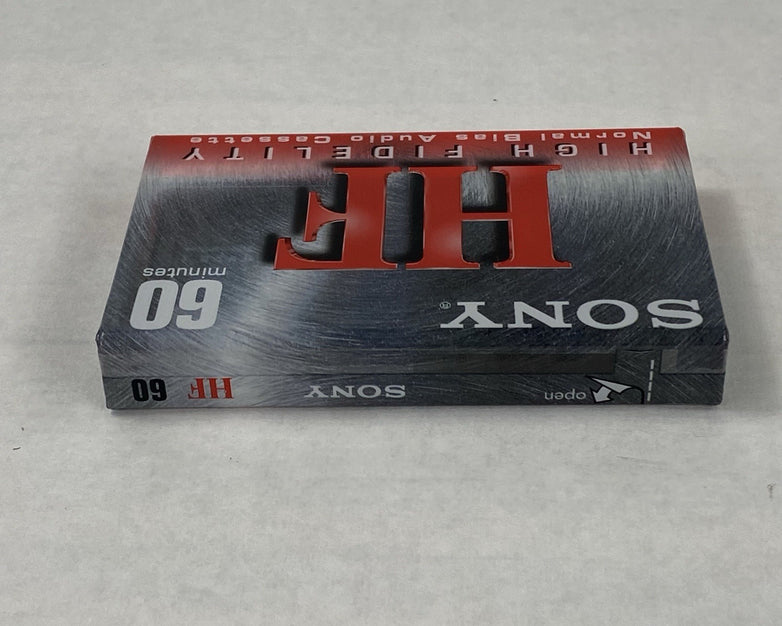 SONY®
60
minutes
HF
HIGH FIDELITY
Normal Bias Audio Cassette
open
SONY
HF 60